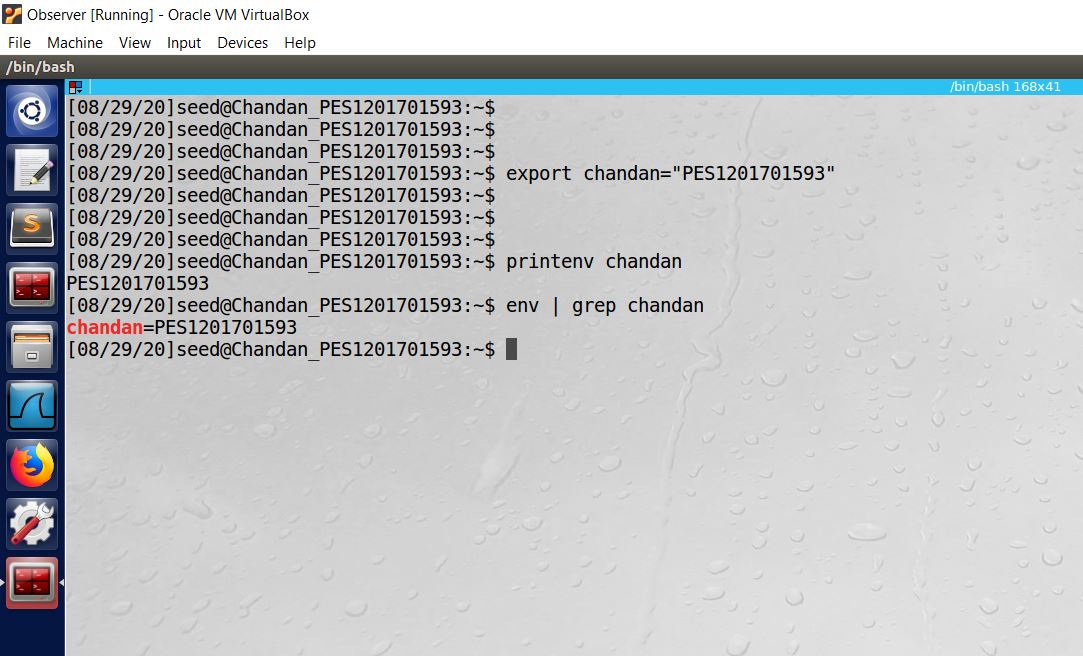 Observer [Running] - Oracle VM VirtualBox
File Machine View Input Devices Help
/bin/bash
/bin/bash 168x41
[08/29/20]seed@Chandan_PES1201701593:~$
[08/29/20]seed@Chandan_PES1201701593:~$
[08/29/20]seed@Chandan_PES1201701593:~$
[08/29/20]seed@Chandan_PES1201701593:~$ export chandan="PES1201701593"
[08/29/20]seed@Chandan_PES1201701593:~$
[08/29/20]seed@Chandan_PES1201701593:~$
[08/29/20]seed@Chandan_PES1201701593:~$
[08/29/20]seed@Chandan_PES1201701593:~$ printenv chandan
PES1201701593
[08/29/20]seed@Chandan_PES1201701593:~$ env | grep chandan
chandan=PES1201701593
[08/29/20]seed@Chandan_PES1201701593:~$